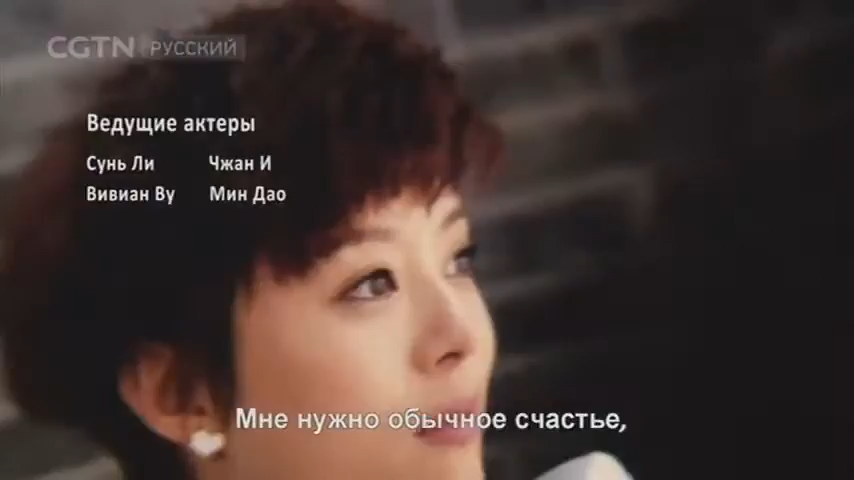 CGTN РУССКИЙ
Ведущие актеры
Сунь Ли Чжан И
Вивиан Ву Мин Дао
Мне нужно обычное счастье,